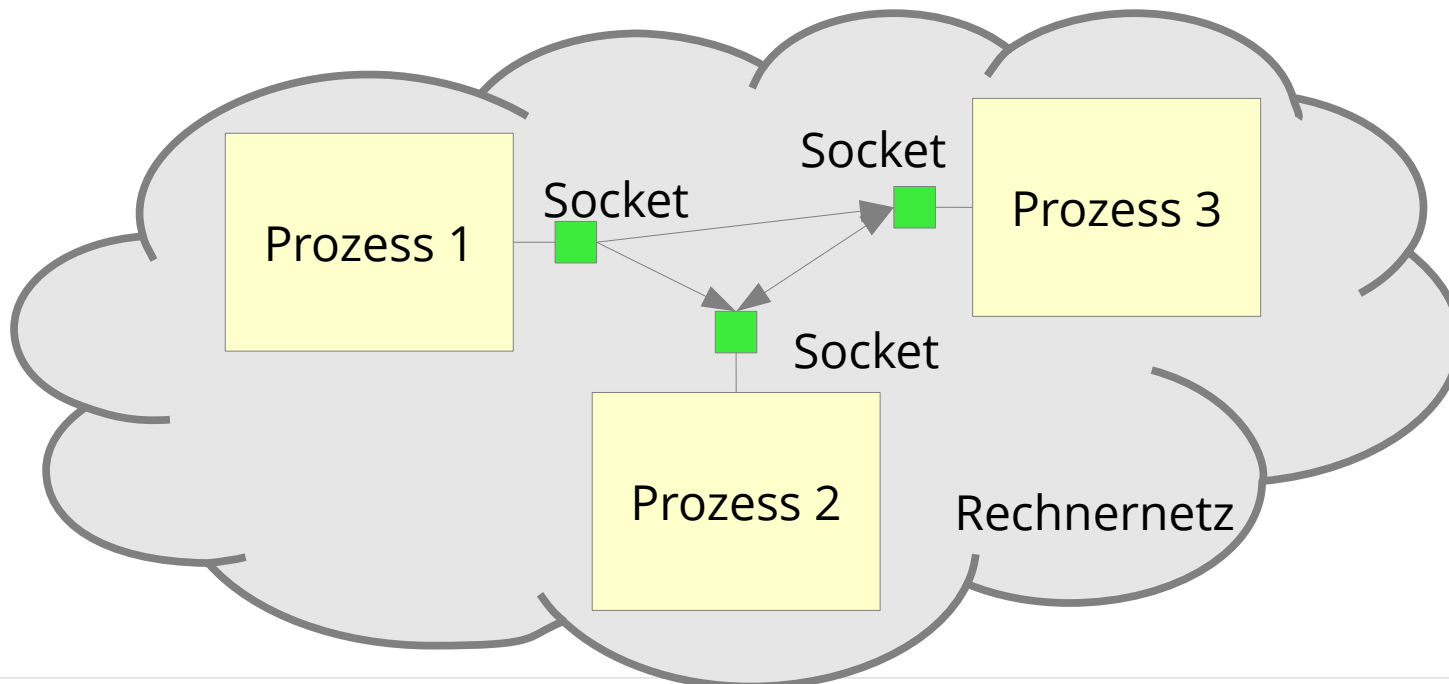 Socket
Socket
Prozess 1
Prozess 3
Socket
Prozess 2
Rechnernetz